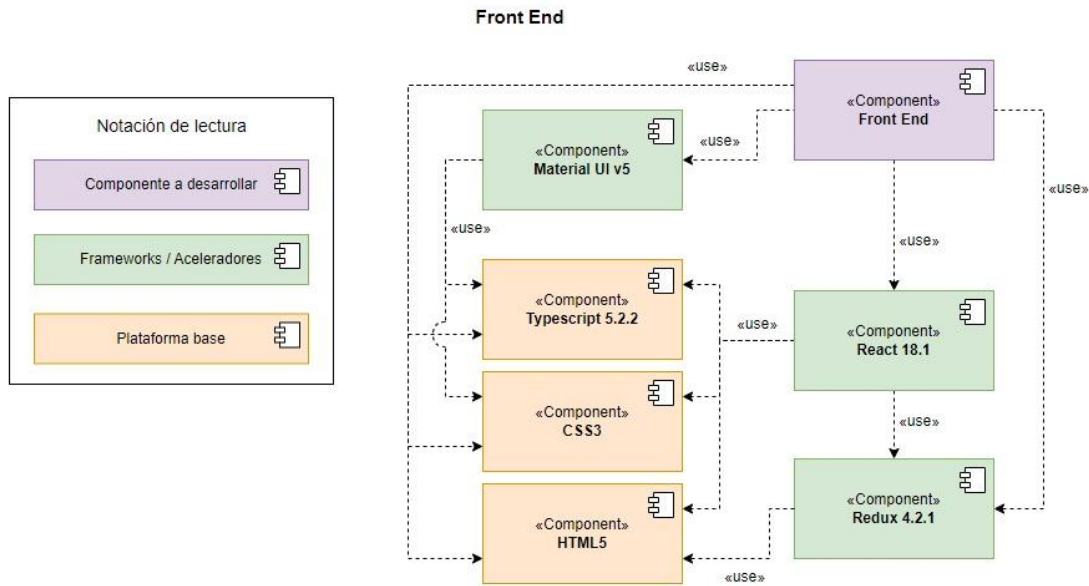 Front End
Notación de lectura
Componente a desarrollar
Frameworks / Aceleradores
Plataforma base
«use»
«Component»
Front End
«use»
«Component»
Material UI v5
«use»
«use»
«Component»
Typescript 5.2.2
«use»
«Component»
React 18.1
«Component»
CSS3
«use»
«Component»
HTML5
«Component»
Redux 4.2.1
«use»